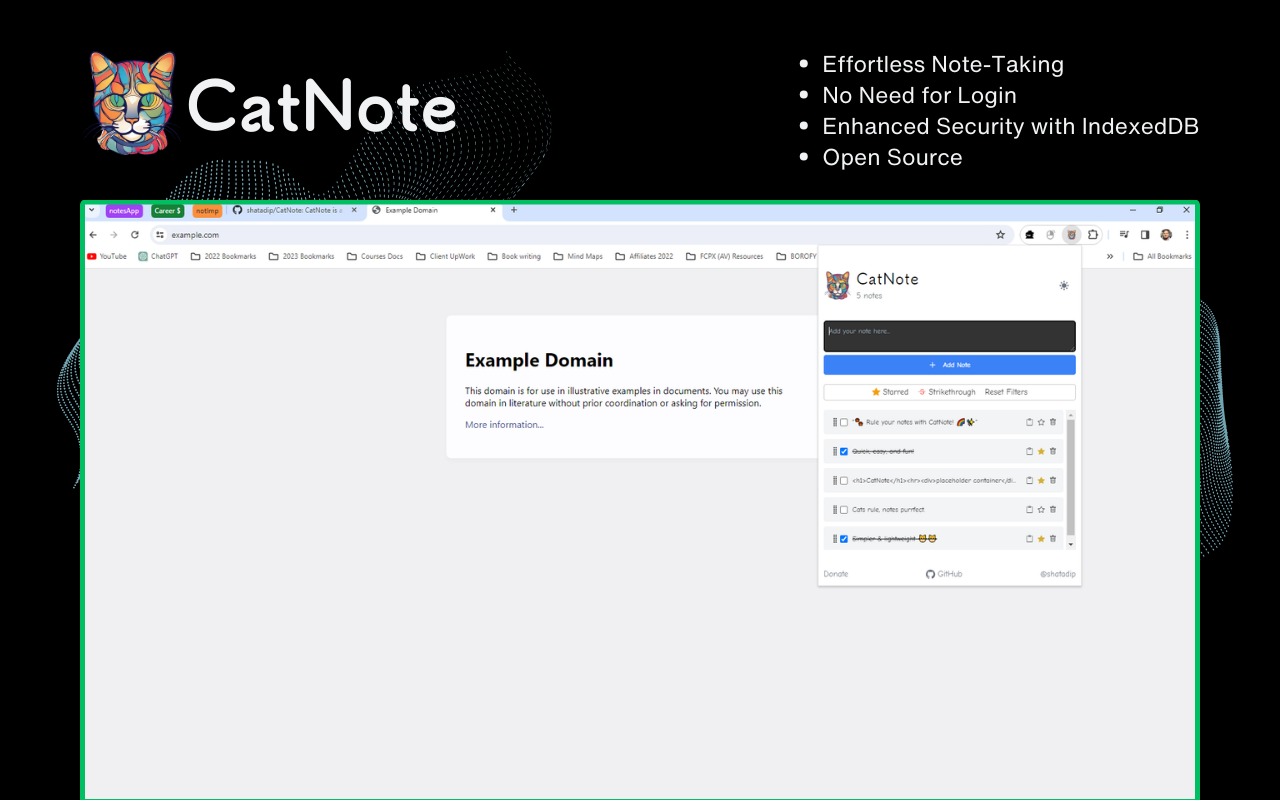 CatNote
Effortless Note-Taking
No Need for Login
Enhanced Security with IndexedDB
Open Source
notesApp
Career $
notimp
shatadip/CatNote: CatNote is a
Example Domain
example.com
YouTube
ChatGPT
2022 Bookmarks
2023 Bookmarks
Courses Docs
Client UpWork
Book writing
Mind Maps
Affiliates 2022
FCPX (AV) Resources
BOROFY
All Bookmarks
Example Domain
This domain is for use in illustrative examples in documents. You may use this
domain in literature without prior coordination or asking for permission.
More information...
CatNote
5 notes
Add your note here..
+ Add Note
Starred
Strikethrough
Reset Filters
"🐂 Rule your notes with CatNote! 🌈"
Quick, easy, and fun!
<h1>CatNote</h1><hr><div>placeholder container</di..
Cats rule, notes purrfect.
Simpler & lightweight 😺😺
Donate
GitHub
@shatadip